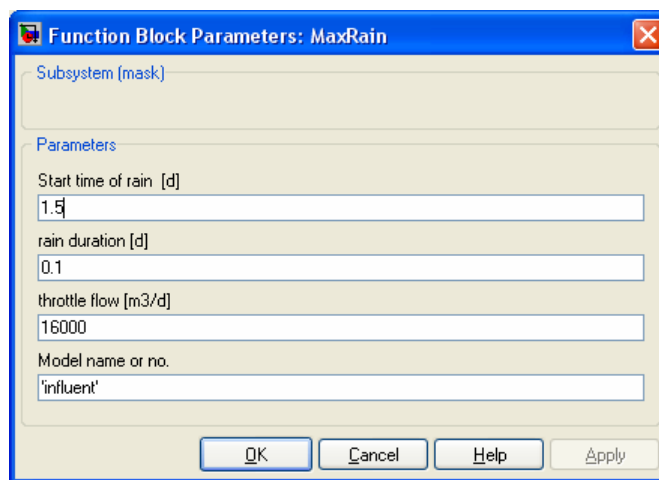 Function Block Parameters: MaxRain
Subsystem (mask)
Parameters
Start time of rain [d]
1.5
rain duration [d]
0.1
throttle flow [m3/d]
16000
Model name or no.
'influent'
OK Cancel Help Apply